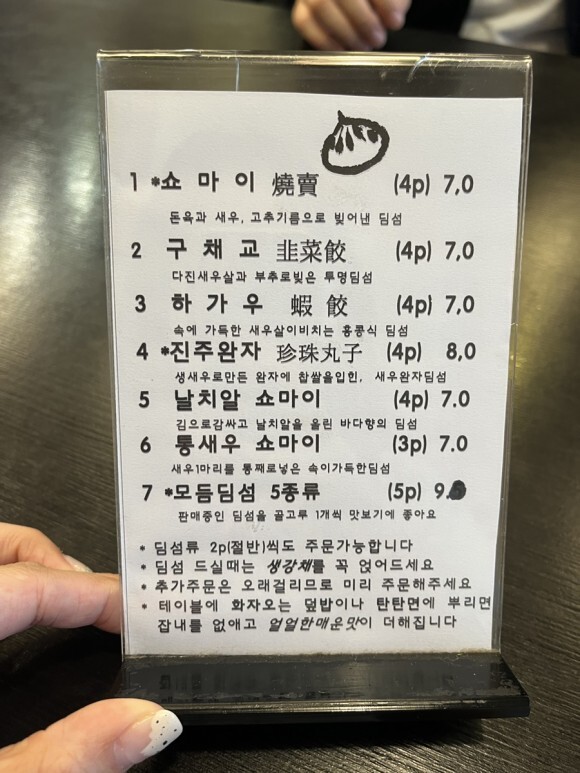 1 *쇼 마 이 燒賣 (4p) 7,0
돈육과 새우, 고추기름으로 빚어낸 딤섬
2 구 채 교 韭菜餃 (4p) 7,0
다진새우살과 부추로빚은 투명딤섬
3 하 가 우 蝦 餃 (4p) 7,0
속에 가득한 새우살이비치는 홍콩식 딤섬
4 *진주완자 珍珠丸子 (4p) 8,0
생새우로만든 완자에 찹쌀을입힌, 새우완자딤섬
5 날치알 쇼마이 (4p) 7.0
김으로감싸고 날치알을 올린 바다향의 딤섬
6 통새우 쇼마이 (3p) 7.0
새우1마리를 통째로넣은 속이가득한딤섬
7 *모듬딤섬 5종류 (5p) 9.
판매중인 딤섬을 골고루 1개씩 맛보기에 좋아요
* 딤섬류 2p(절반)씩도 주문가능합니다
* 딤섬 드실때는 생강채를 꼭 얹어드세요
* 추가주문은 오래걸리므로 미리 주문해주세요
* 테이블에 화자오는 덮밥이나 탄탄면에 뿌리면
잡내를 없애고 얼얼한매운맛이 더해집니다